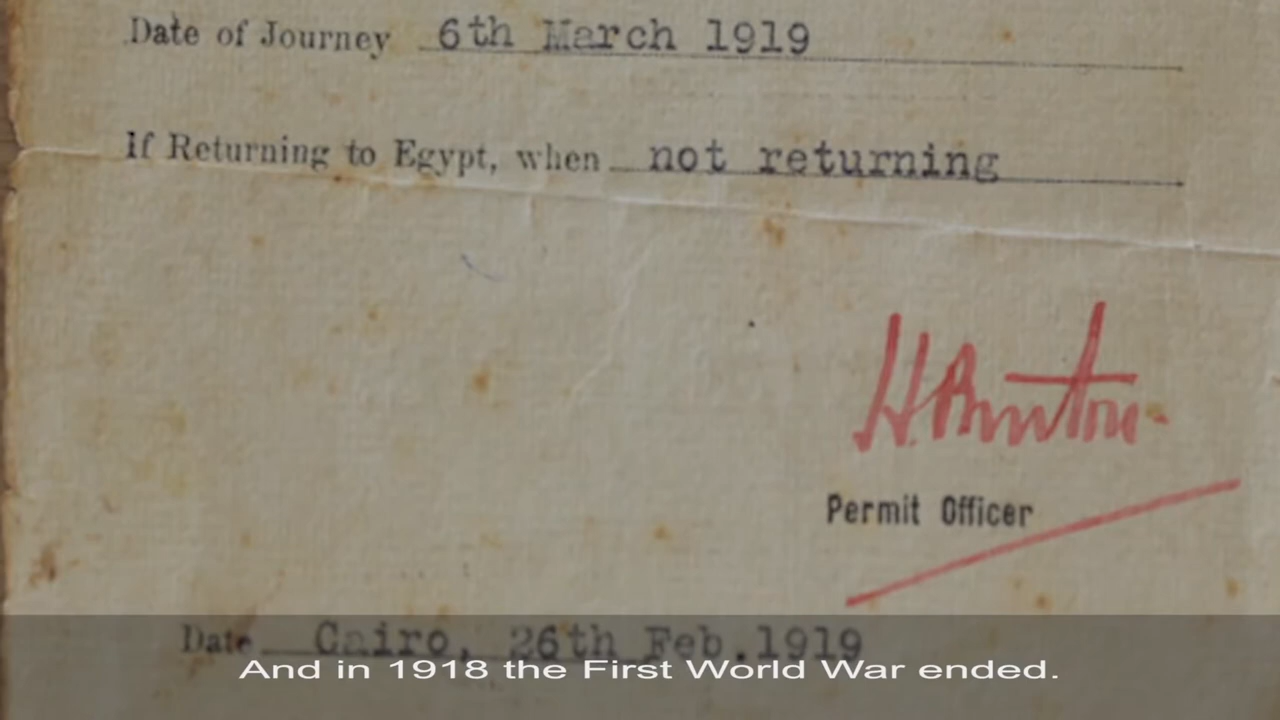 Date of Journey 6th March 1919
If Returning to Egypt, when not returning
Permit Officer
Date Cairo, 26th Feb. 1919
And in 1918 the First World War ended.